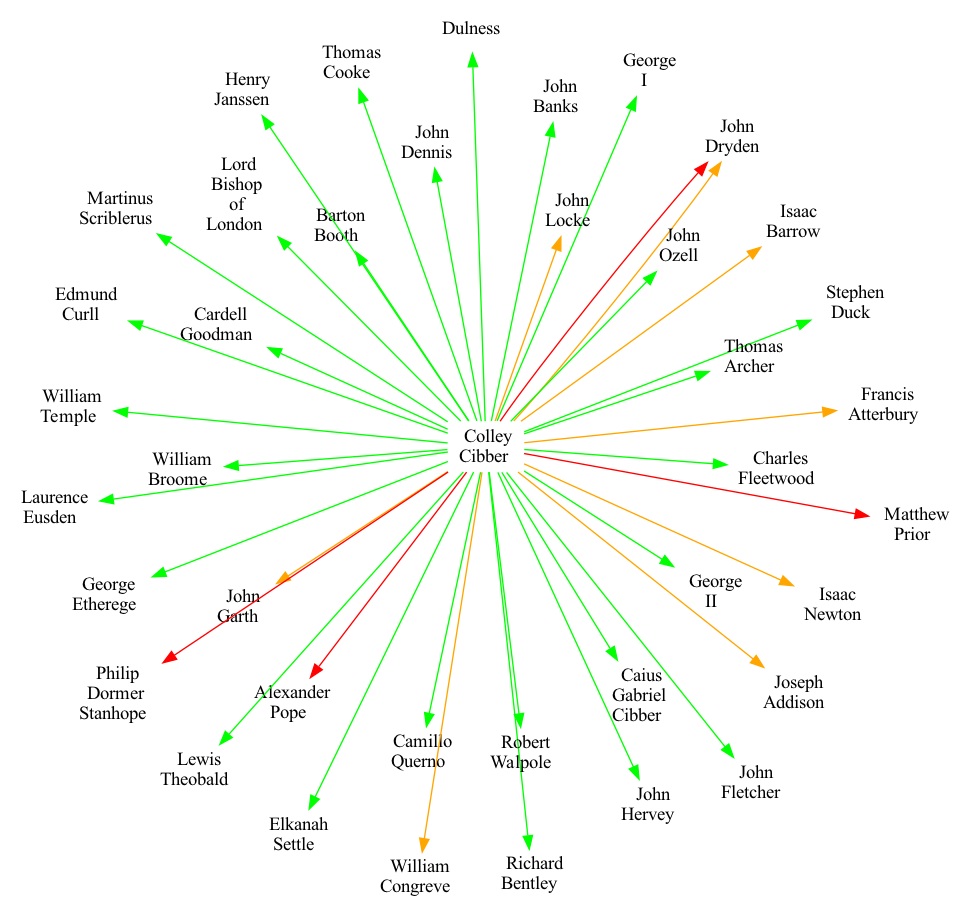 Dulness
Thomas
Cooke
George
I
Henry
Janssen
John
Banks
John
Dennis
John
Dryden
Lord
Bishop
of
London
Martinus
Scriblerus
Barton
Booth
John
Locke
Isaac
Barrow
John
Ozell
Edmund
Curll
Cardell
Goodman
Stephen
Duck
Thomas
Archer
William
Temple
Francis
Atterbury
Colley
Cibber
William
Broome
Charles
Fleetwood
Laurence
Eusden
Matthew
Prior
George
Etherege
John
Garth
George
II
Isaac
Newton
Philip
Dormer
Stanhope
Alexander
Pope
Caius
Gabriel
Cibber
Joseph
Addison
Lewis
Theobald
Camillo
Querno
Robert
Walpole
John
Hervey
John
Fletcher
Elkanah
Settle
William
Congreve
Richard
Bentley